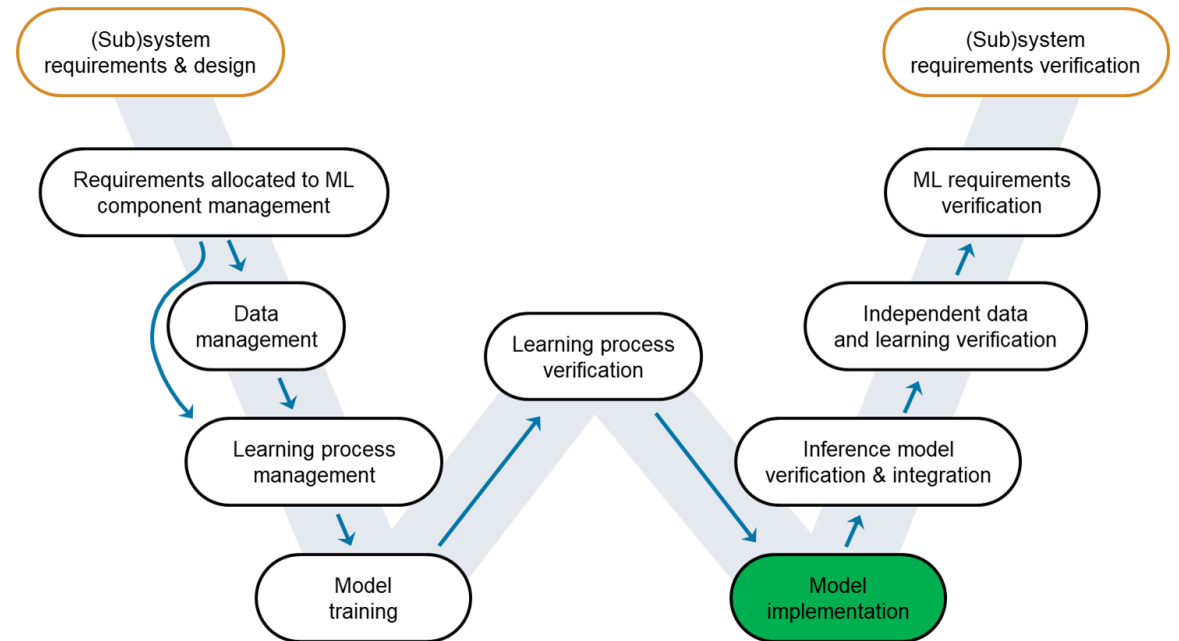 (Sub)system
requirements & design
(Sub)system
requirements verification
Requirements allocated to ML
component management
ML requirements
verification
Data
management
Independent data
and learning verification
Learning process
verification
Learning process
management
Inference model
verification & integration
Model
training
Model
implementation